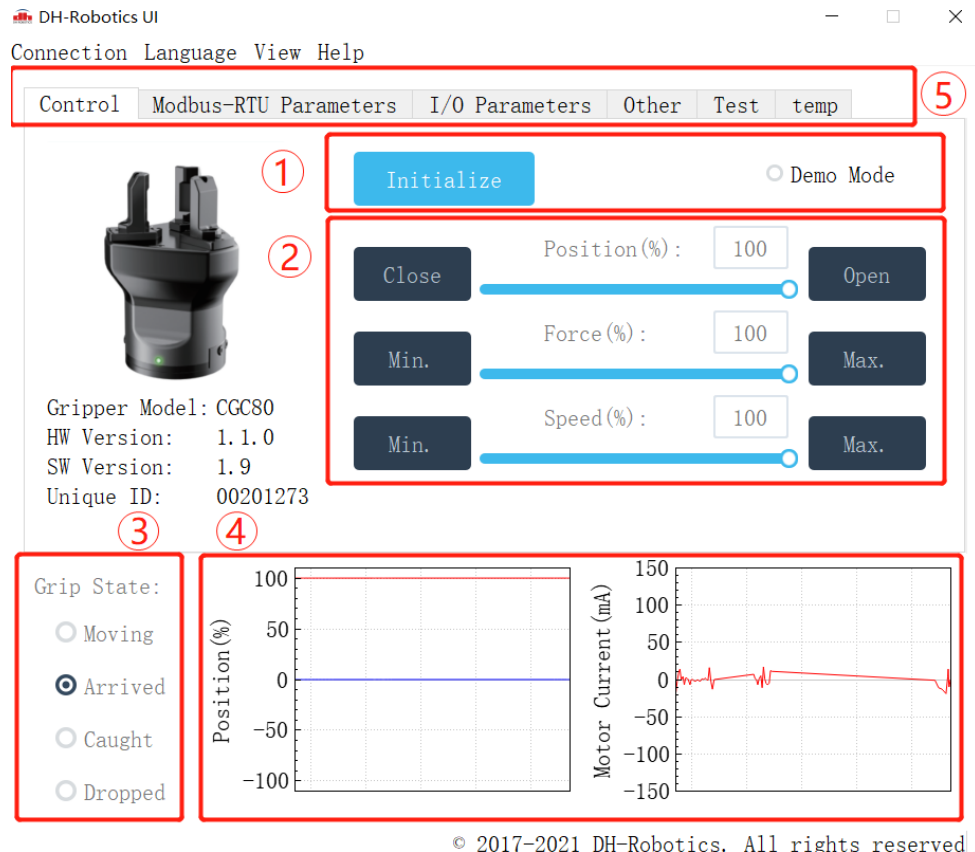 DH-Robotics UI
Connection Language View Help
Control Modbus-RTU Parameters I/O Parameters Other Test temp
⑤
①
Initialize
Demo Mode
②
Close
Position(%):
100
Open
Min.
Force(%):
100
Max.
Min.
Speed(%):
100
Max.
Gripper Model: CGC80
HW Version: 1.1.0
SW Version: 1.9
Unique ID: 00201273
③
④
Grip State:
Moving
Arrived
Caught
Dropped
Position(%)
100
50
0
-50
-100
Motor Current(mA)
150
100
50
0
-50
-100
-150
© 2017-2021 DH-Robotics. All rights reserved